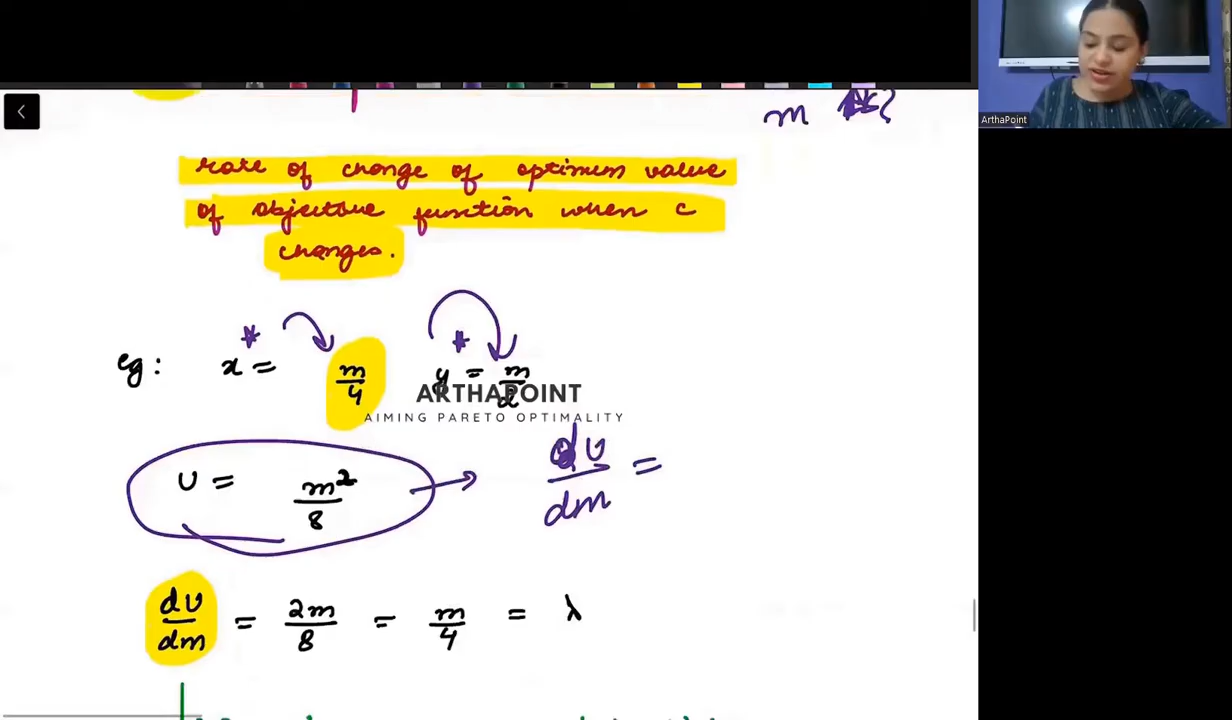 m
ArthaPoint
rate of change of optimum value
of objective function when c
changes.
eg: x* = m/4 y* = m/2
ARTHAPOINT
AIMING PARETO OPTIMALITY
U = m²/8 → dU/dm =
dU/dm = 2m/8 = m/4 = λ